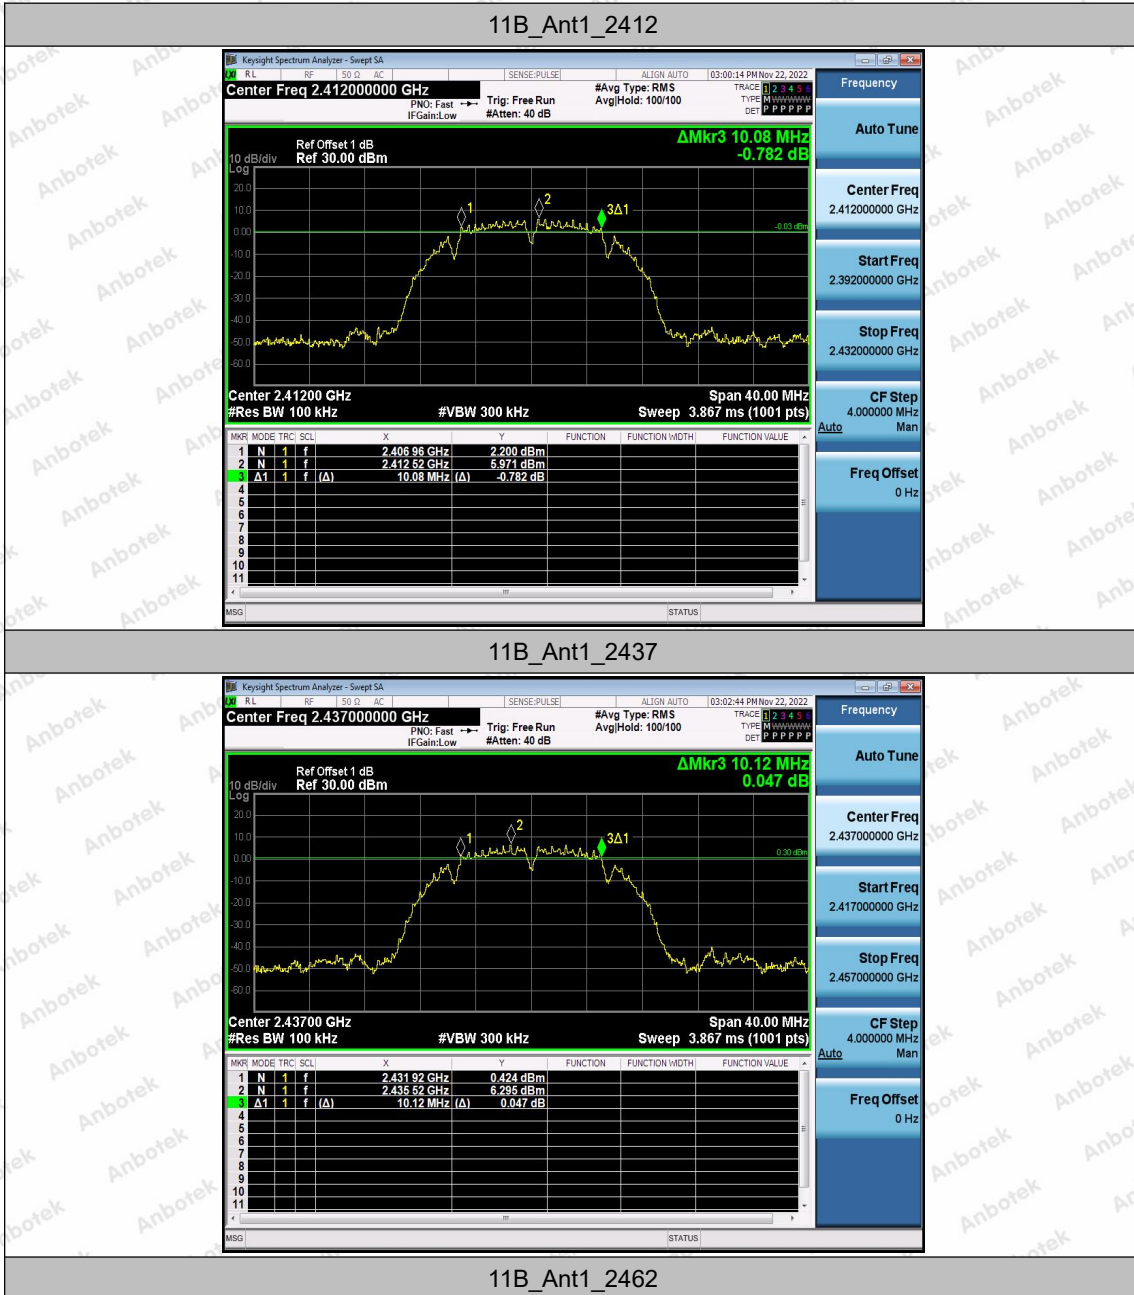 11B_Ant1_2412
Keysight Spectrum Analyzer - Swept SA
RL RF 50 Ω AC SENSE:PULSE ALIGN AUTO 03:00:14 PM Nov 22, 2022
Center Freq 2.412000000 GHz #Avg Type: RMS TRACE 1 2 3 4 5 6
PNO: Fast Trig: Free Run Avg|Hold: 100/100 TYPE M W W W W W
IFGain:Low #Atten: 40 dB DET P P P P P P
Frequency
Auto Tune
Center Freq
2.412000000 GHz
Start Freq
2.392000000 GHz
Stop Freq
2.432000000 GHz
CF Step
4.000000 MHz
Auto Man
Freq Offset
0 Hz
ΔMkr3 10.08 MHz
-0.782 dB
Ref Offset 1 dB
10 dB/div Ref 30.00 dBm
Log
20.0
10.0
0.00
-10.0
-20.0
-30.0
-40.0
-50.0
-60.0
1
2
3Δ1
-0.03 dBm
Center 2.41200 GHz Span 40.00 MHz
#Res BW 100 kHz #VBW 300 kHz Sweep 3.867 ms (1001 pts)
MKR MODE TRC SCL X Y FUNCTION FUNCTION WIDTH FUNCTION VALUE
1 N 1 f 2.406 96 GHz 2.200 dBm
2 N 1 f 2.412 52 GHz 5.971 dBm
3 Δ1 1 f (Δ) 10.08 MHz (Δ) -0.782 dB
4
5
6
7
8
9
10
11
MSG STATUS
11B_Ant1_2437
Keysight Spectrum Analyzer - Swept SA
RL RF 50 Ω AC SENSE:PULSE ALIGN AUTO 03:02:44 PM Nov 22, 2022
Center Freq 2.437000000 GHz #Avg Type: RMS TRACE 1 2 3 4 5 6
PNO: Fast Trig: Free Run Avg|Hold: 100/100 TYPE M W W W W W
IFGain:Low #Atten: 40 dB DET P P P P P P
Frequency
Auto Tune
Center Freq
2.437000000 GHz
Start Freq
2.417000000 GHz
Stop Freq
2.457000000 GHz
CF Step
4.000000 MHz
Auto Man
Freq Offset
0 Hz
ΔMkr3 10.12 MHz
0.047 dB
Ref Offset 1 dB
10 dB/div Ref 30.00 dBm
Log
20.0
10.0
0.00
-10.0
-20.0
-30.0
-40.0
-50.0
-60.0
1
2
3Δ1
0.30 dBm
Center 2.43700 GHz Span 40.00 MHz
#Res BW 100 kHz #VBW 300 kHz Sweep 3.867 ms (1001 pts)
MKR MODE TRC SCL X Y FUNCTION FUNCTION WIDTH FUNCTION VALUE
1 N 1 f 2.431 92 GHz 0.424 dBm
2 N 1 f 2.435 52 GHz 6.295 dBm
3 Δ1 1 f (Δ) 10.12 MHz (Δ) 0.047 dB
4
5
6
7
8
9
10
11
MSG STATUS
11B_Ant1_2462
Anbotek